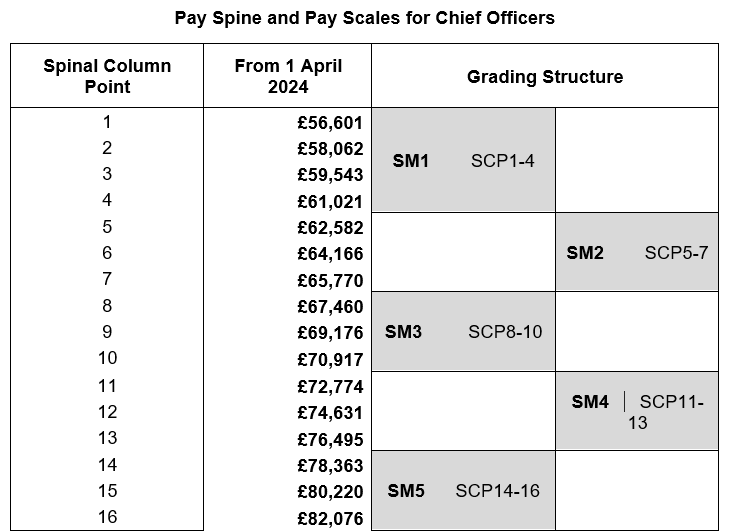 Pay Spine and Pay Scales for Chief Officers
Spinal Column Point From 1 April 2024 Grading Structure
1 £56,601
2 £58,062
SM1 SCP1-4
3 £59,543
4 £61,021
5 £62,582
6 £64,166 SM2 SCP5-7
7 £65,770
8 £67,460
9 £69,176 SM3 SCP8-10
10 £70,917
11 £72,774
12 £74,631 SM4 | SCP11-13
13 £76,495
14 £78,363
15 £80,220 SM5 SCP14-16
16 £82,076